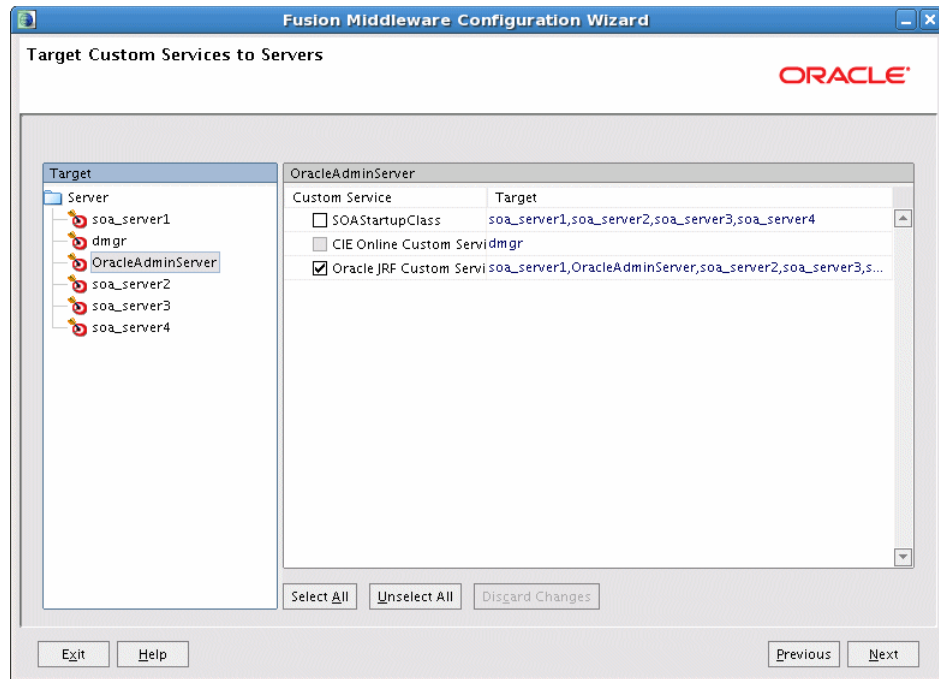 Fusion Middleware Configuration Wizard
Target Custom Services to Servers
ORACLE
Target
Server
soa_server1
dmgr
OracleAdminServer
soa_server2
soa_server3
soa_server4
OracleAdminServer
Custom Service Target
SOAStartupClass soa_server1,soa_server2,soa_server3,soa_server4
CIE Online Custom Servi dmgr
Oracle JRF Custom Servi soa_server1,OracleAdminServer,soa_server2,soa_server3,s...
Select All Unselect All Discard Changes
Exit Help Previous Next